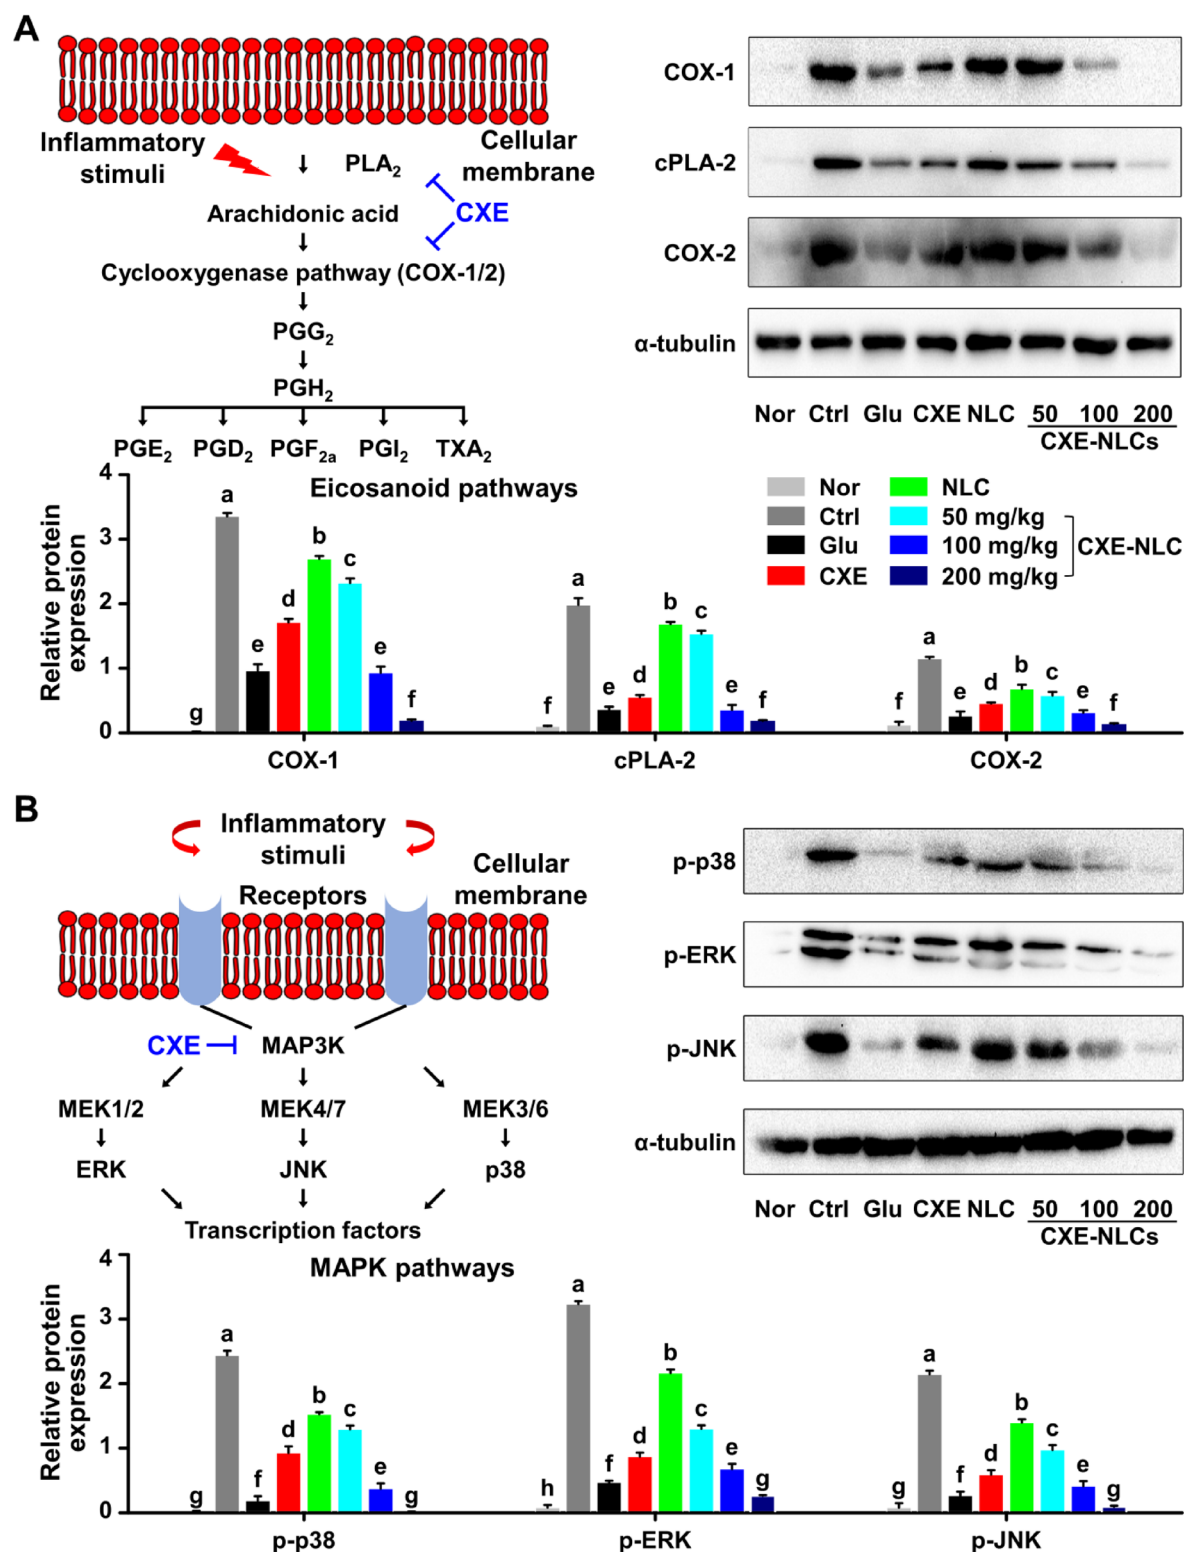 A
Inflammatory
stimuli
PLA₂
Cellular
membrane
Arachidonic acid
CXE
Cyclooxygenase pathway (COX-1/2)
PGG₂
PGH₂
PGE₂ PGD₂ PGF₂ₐ PGI₂ TXA₂
COX-1
cPLA-2
COX-2
α-tubulin
Nor Ctrl Glu CXE NLC 50 100 200
CXE-NLCs
Eicosanoid pathways
Nor
Ctrl
Glu
CXE
NLC
50 mg/kg
100 mg/kg
200 mg/kg
CXE-NLC
Relative protein
expression
4
3
2
1
0
g a e d b c e f
f a e d b c e f
f a e d b c e f
COX-1 cPLA-2 COX-2
B
Inflammatory
stimuli
Receptors
Cellular
membrane
CXE
MAP3K
MEK1/2 MEK4/7 MEK3/6
ERK JNK p38
Transcription factors
p-p38
p-ERK
p-JNK
α-tubulin
Nor Ctrl Glu CXE NLC 50 100 200
CXE-NLCs
MAPK pathways
Relative protein
expression
4
3
2
1
0
g a f d b c e g
h a f d b c e g
g a f d b c e g
p-p38 p-ERK p-JNK